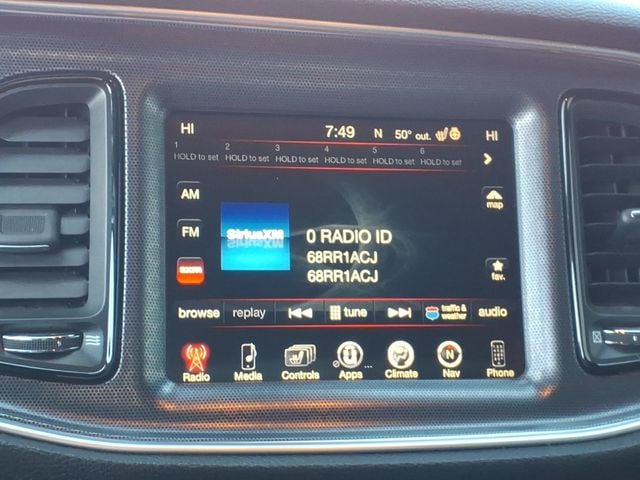 HI 7:49 N 50° out. HI
1 2 3 4 5 6
HOLD to set HOLD to set HOLD to set HOLD to set HOLD to set HOLD to set
AM
map
SiriusXM
FM
0 RADIO ID
68RR1ACJ
68RR1ACJ
fav.
browse replay tune traffic & weather audio
Radio Media Controls Apps ... Climate Nav Phone